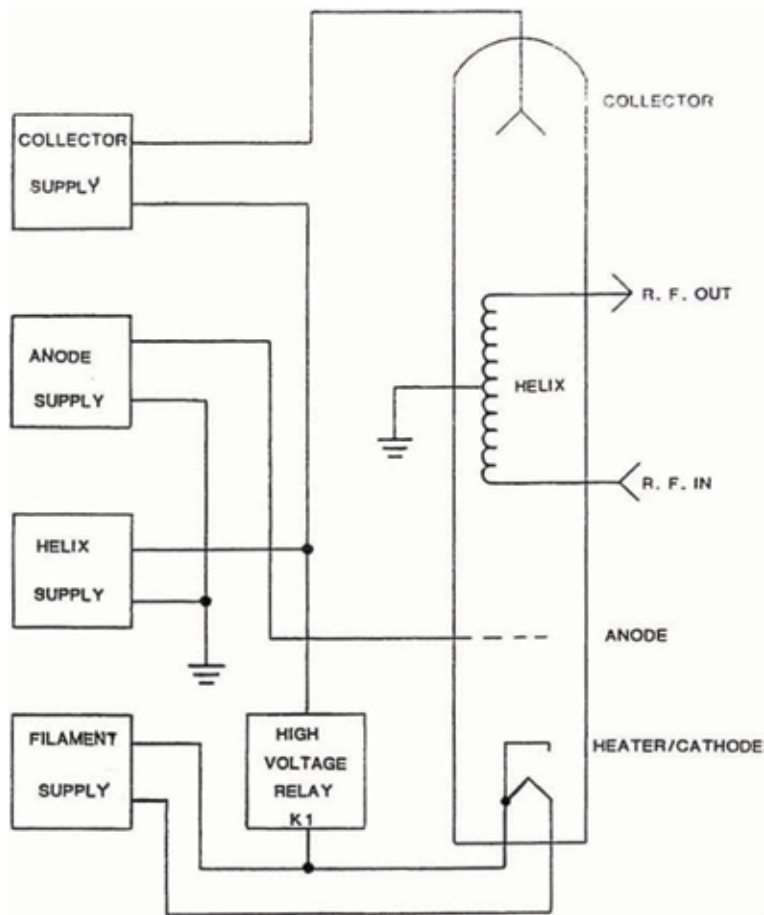 COLLECTOR
SUPPLY
COLLECTOR
R. F. OUT
ANODE
SUPPLY
HELIX
R. F. IN
HELIX
SUPPLY
ANODE
FILAMENT
SUPPLY
HIGH
VOLTAGE
RELAY
K1
HEATER/CATHODE